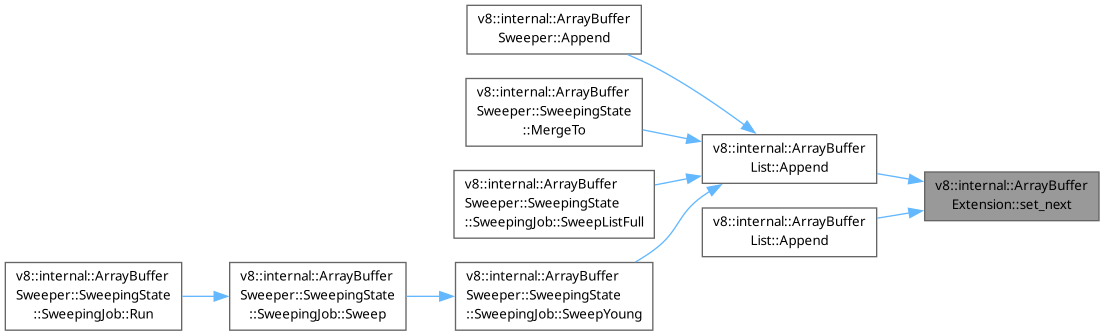 v8::internal::ArrayBuffer
Sweeper::Append
v8::internal::ArrayBuffer
Sweeper::SweepingState
::MergeTo
v8::internal::ArrayBuffer
List::Append
v8::internal::ArrayBuffer
Extension::set_next
v8::internal::ArrayBuffer
Sweeper::SweepingState
::SweepingJob::SweepListFull
v8::internal::ArrayBuffer
List::Append
v8::internal::ArrayBuffer
Sweeper::SweepingState
::SweepingJob::Run
v8::internal::ArrayBuffer
Sweeper::SweepingState
::SweepingJob::Sweep
v8::internal::ArrayBuffer
Sweeper::SweepingState
::SweepingJob::SweepYoung